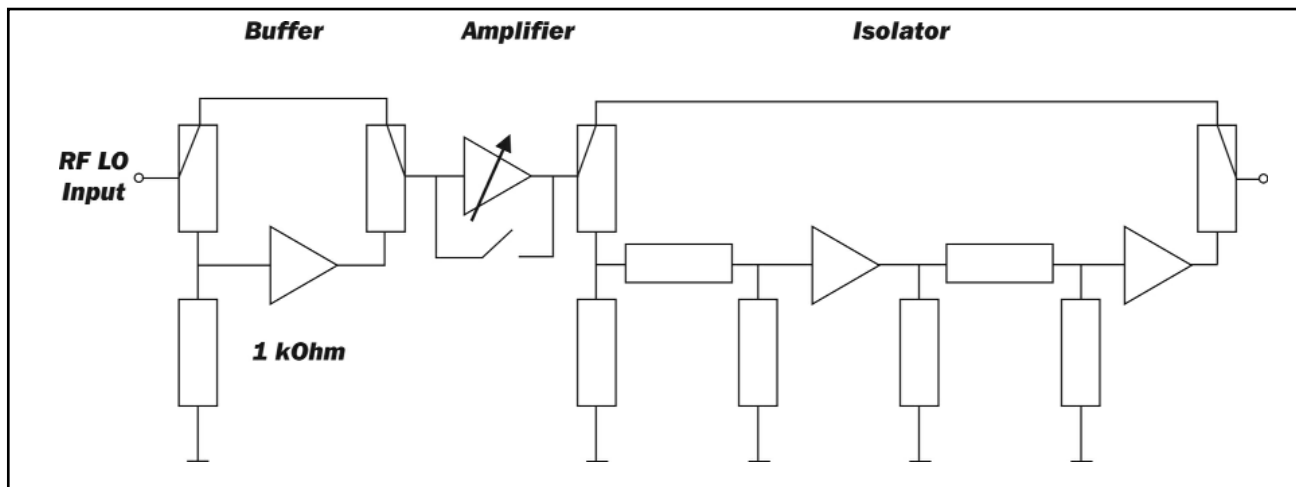 Buffer
Amplifier
Isolator
RF LO
Input
1 kOhm